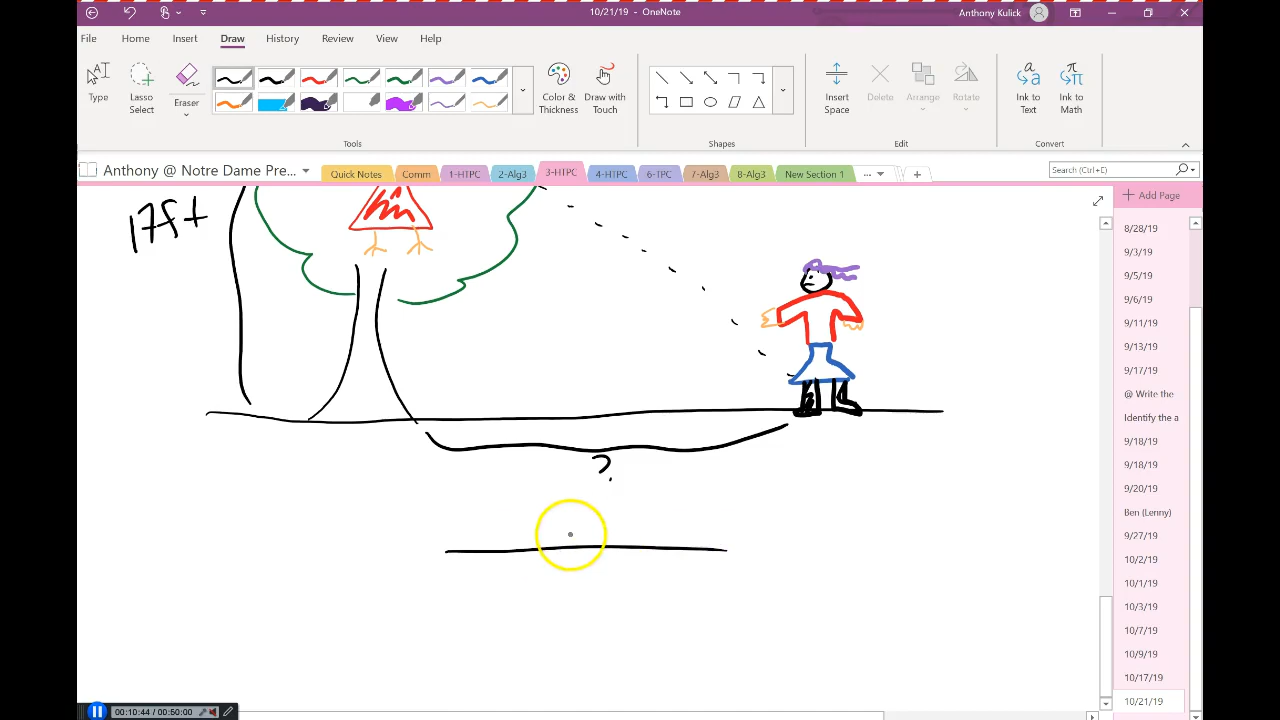 10/21/19 - OneNote
Anthony Kulick
File Home Insert Draw History Review View Help
Type
Lasso Select
Eraser
Color & Thickness
Draw with Touch
Insert Space
Delete
Arrange
Rotate
Ink to Text
Ink to Math
Tools
Shapes
Edit
Convert
Anthony @ Notre Dame Pre...
Quick Notes
Comm
1-HTPC
2-Alg3
3-HTPC
4-HTPC
6-TPC
7-Alg3
8-Alg3
New Section 1
...
Search (Ctrl+E)
Add Page
17ft
?
8/28/19
9/3/19
9/5/19
9/6/19
9/11/19
9/13/19
9/17/19
@ Write the
Identify the a
9/18/19
9/18/19
9/20/19
Ben (Lenny)
9/27/19
10/2/19
10/1/19
10/3/19
10/7/19
10/9/19
10/17/19
10/21/19
00:10:44 / 00:50:00